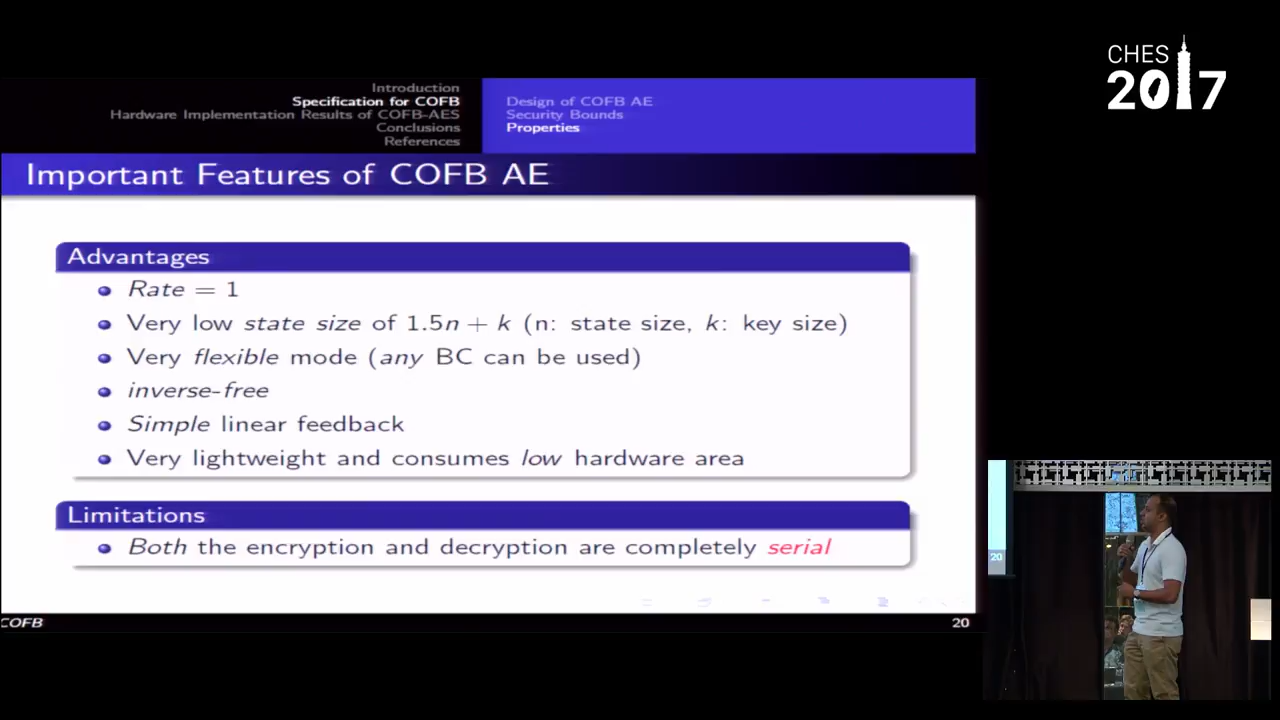 CHES
2017
Introduction
Specification for COFB
Hardware Implementation Results of COFB-AES
Conclusions
References
Design of COFB AE
Security Bounds
Properties
Important Features of COFB AE
Advantages
Rate = 1
Very low state size of 1.5n + k (n: state size, k: key size)
Very flexible mode (any BC can be used)
inverse-free
Simple linear feedback
Very lightweight and consumes low hardware area
Limitations
Both the encryption and decryption are completely serial
COFB
20
20